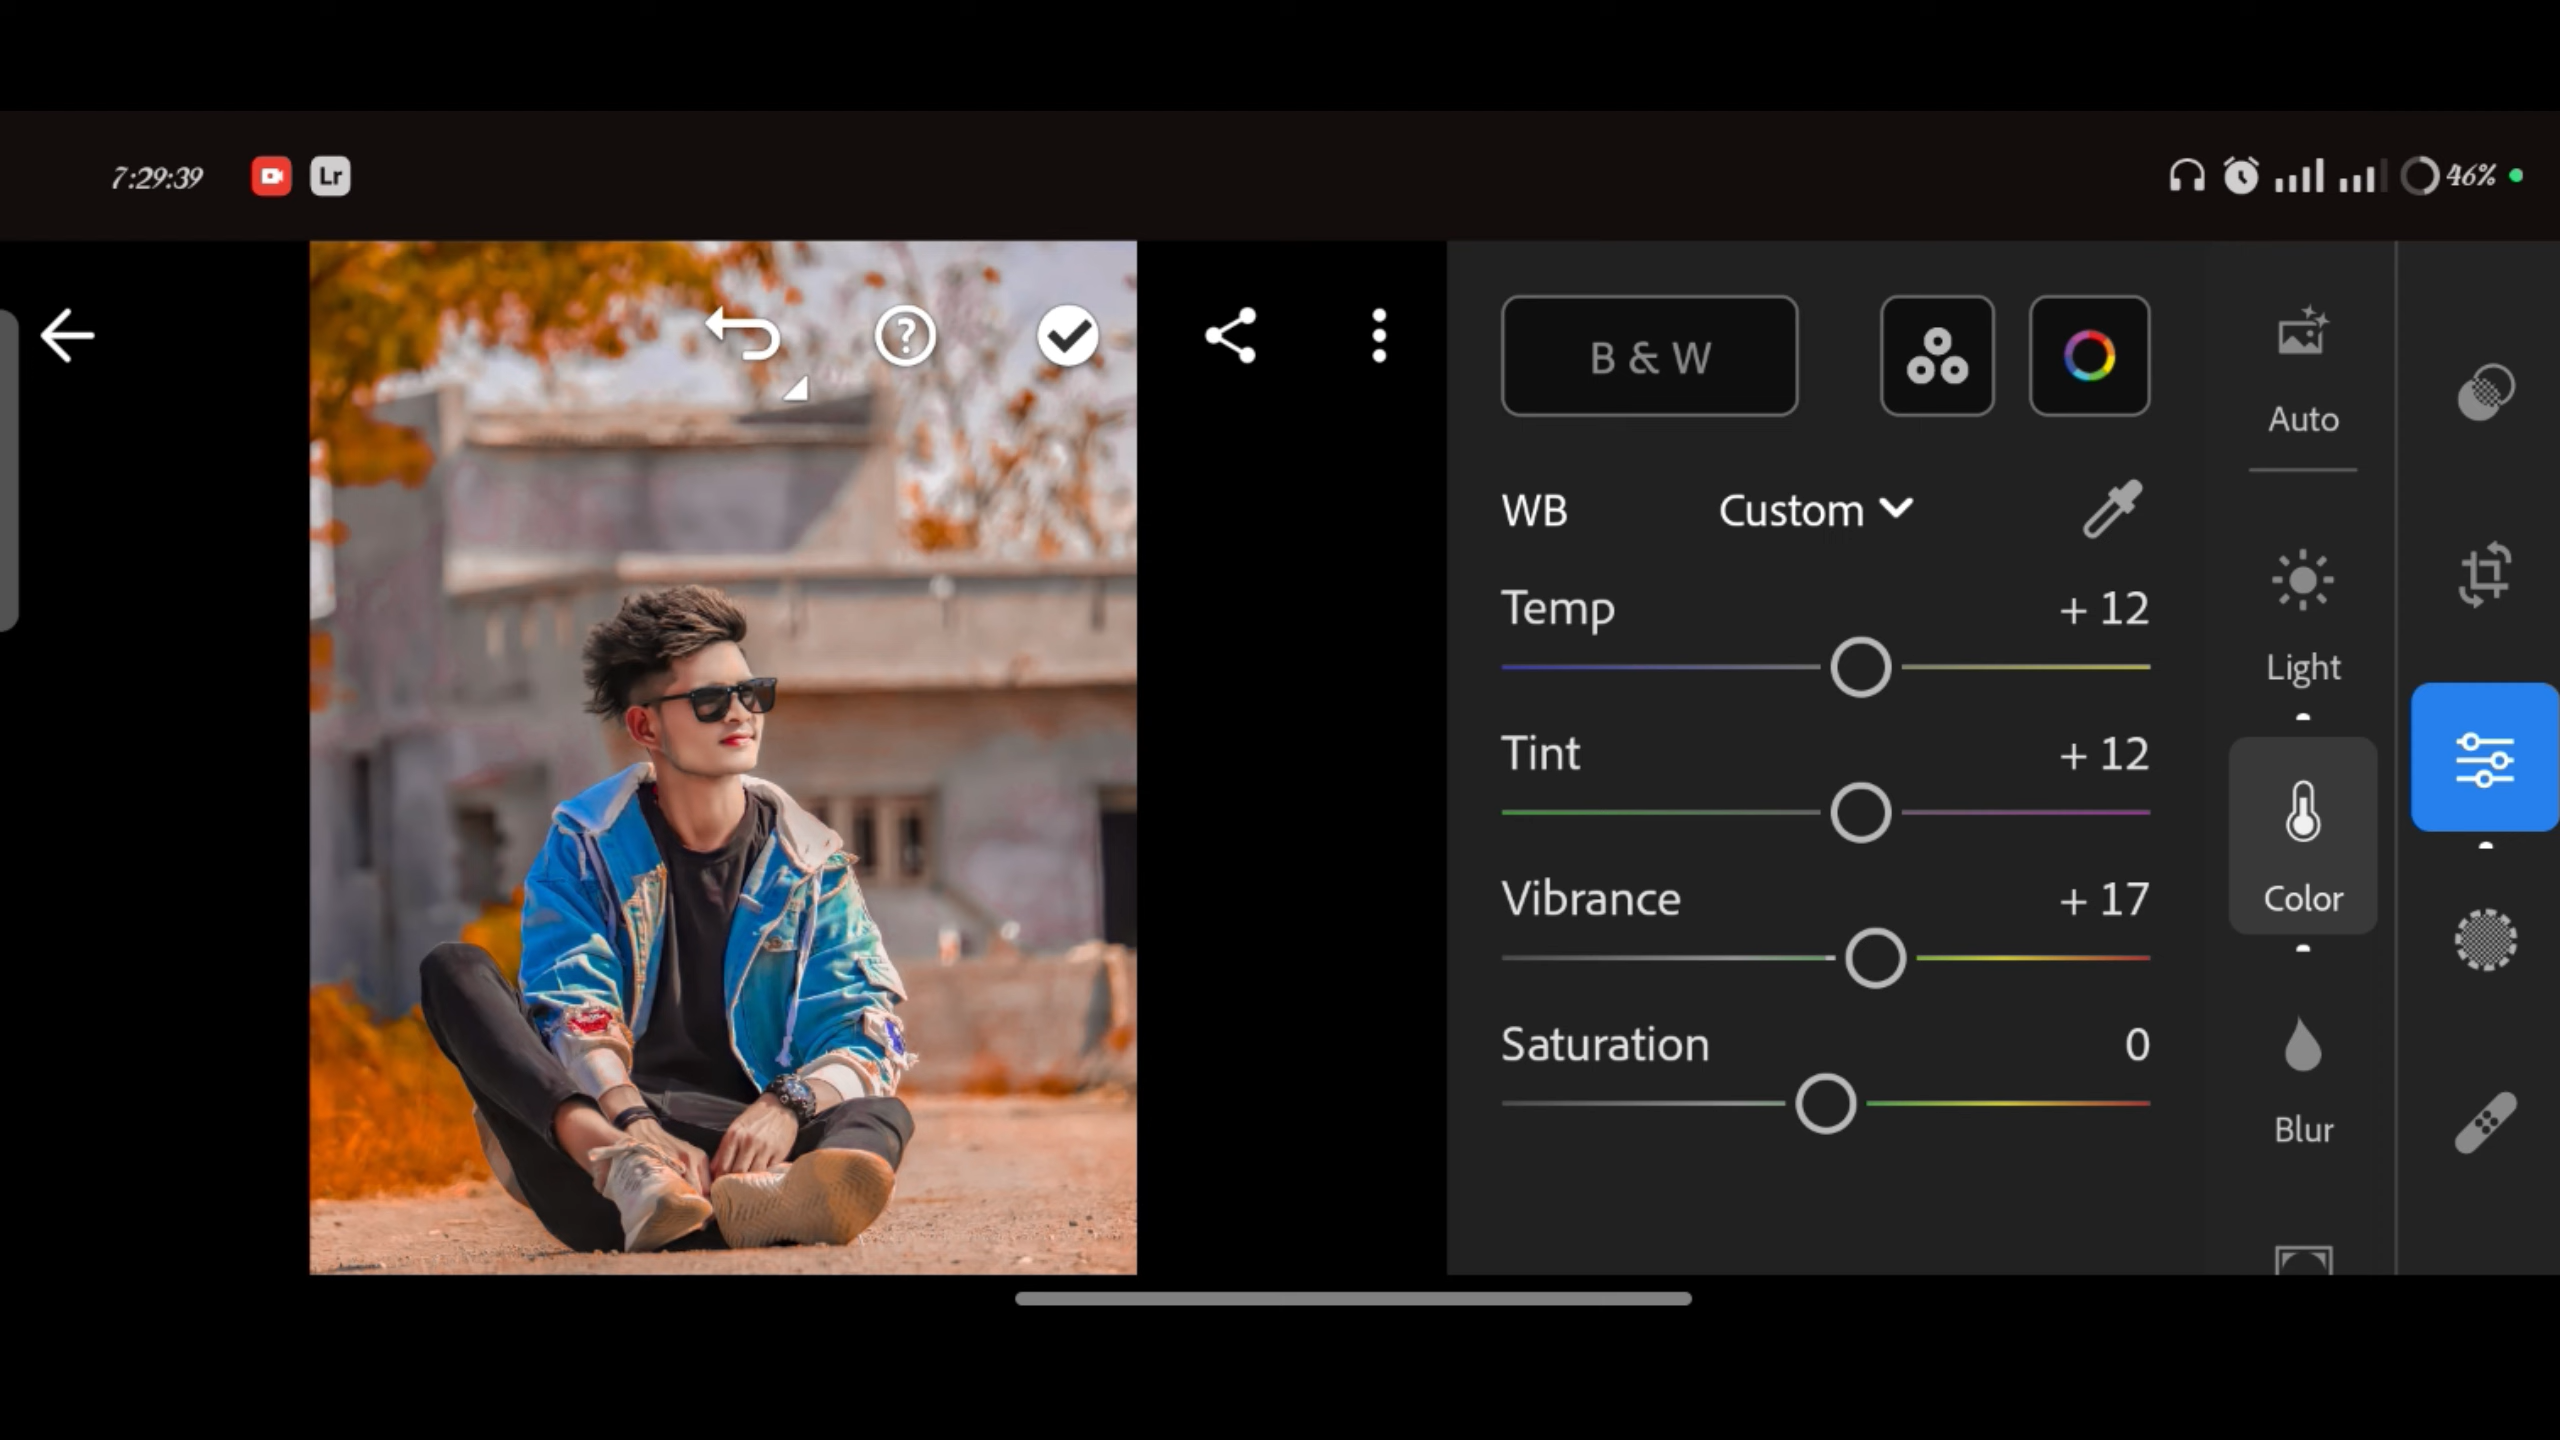 7:29:39 Lr 46%
B & W
Auto
WB Custom
Temp + 12
Light
Tint + 12
Vibrance + 17
Color
Saturation 0
Blur